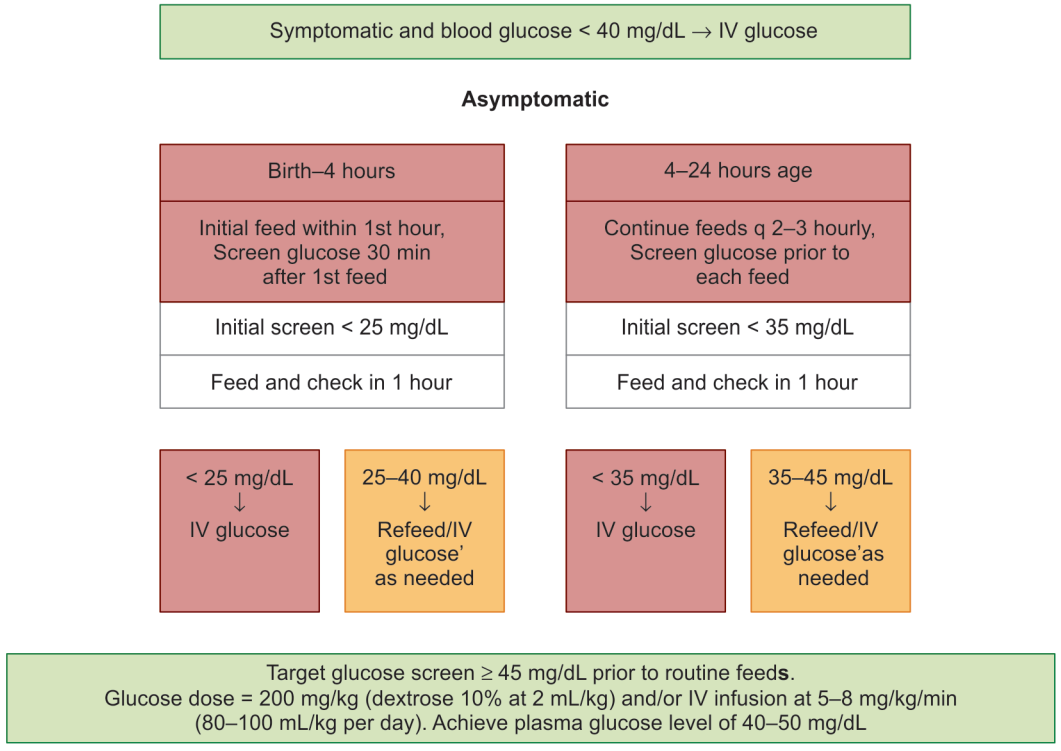 Symptomatic and blood glucose < 40 mg/dL → IV glucose
Asymptomatic
Birth–4 hours
Initial feed within 1st hour,
Screen glucose 30 min
after 1st feed
Initial screen < 25 mg/dL
Feed and check in 1 hour
4–24 hours age
Continue feeds q 2–3 hourly,
Screen glucose prior to
each feed
Initial screen < 35 mg/dL
Feed and check in 1 hour
< 25 mg/dL
↓
IV glucose
25–40 mg/dL
↓
Refeed/IV
glucose’
as needed
< 35 mg/dL
↓
IV glucose
35–45 mg/dL
↓
Refeed/IV
glucose’as
needed
Target glucose screen ≥ 45 mg/dL prior to routine feeds.
Glucose dose = 200 mg/kg (dextrose 10% at 2 mL/kg) and/or IV infusion at 5–8 mg/kg/min
(80–100 mL/kg per day). Achieve plasma glucose level of 40–50 mg/dL